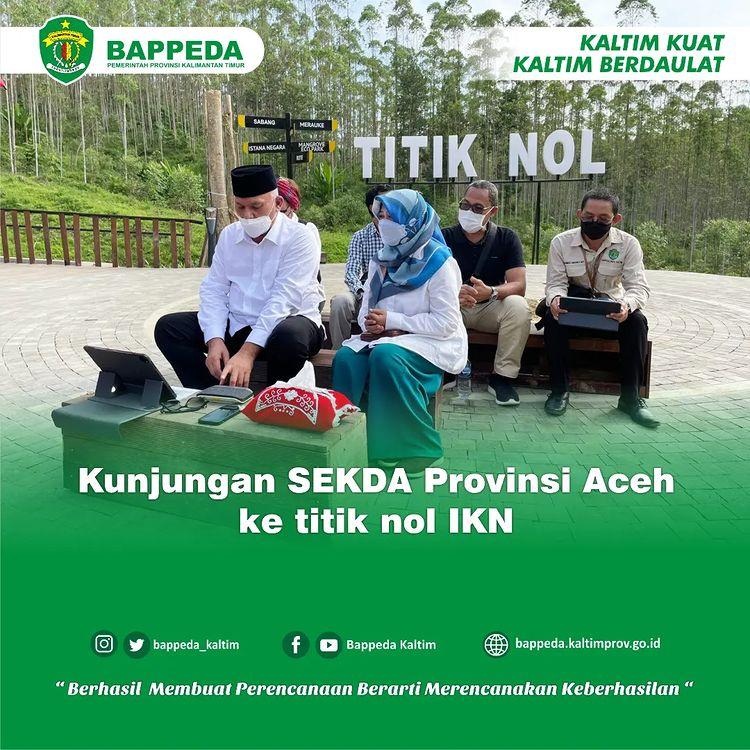 BAPPEDA
PEMERINTAH PROVINSI KALIMANTAN TIMUR
KALTIM KUAT
KALTIM BERDAULAT
SABANG
MERAUKE
ISTANA NEGARA
MANGROVE
ECO PARK
TITIK NOL
Kunjungan SEKDA Provinsi Aceh
ke titik nol IKN
bappeda_kaltim
Bappeda Kaltim
bappeda.kaltimprov.go.id
“ Berhasil Membuat Perencanaan Berarti Merencanakan Keberhasilan “